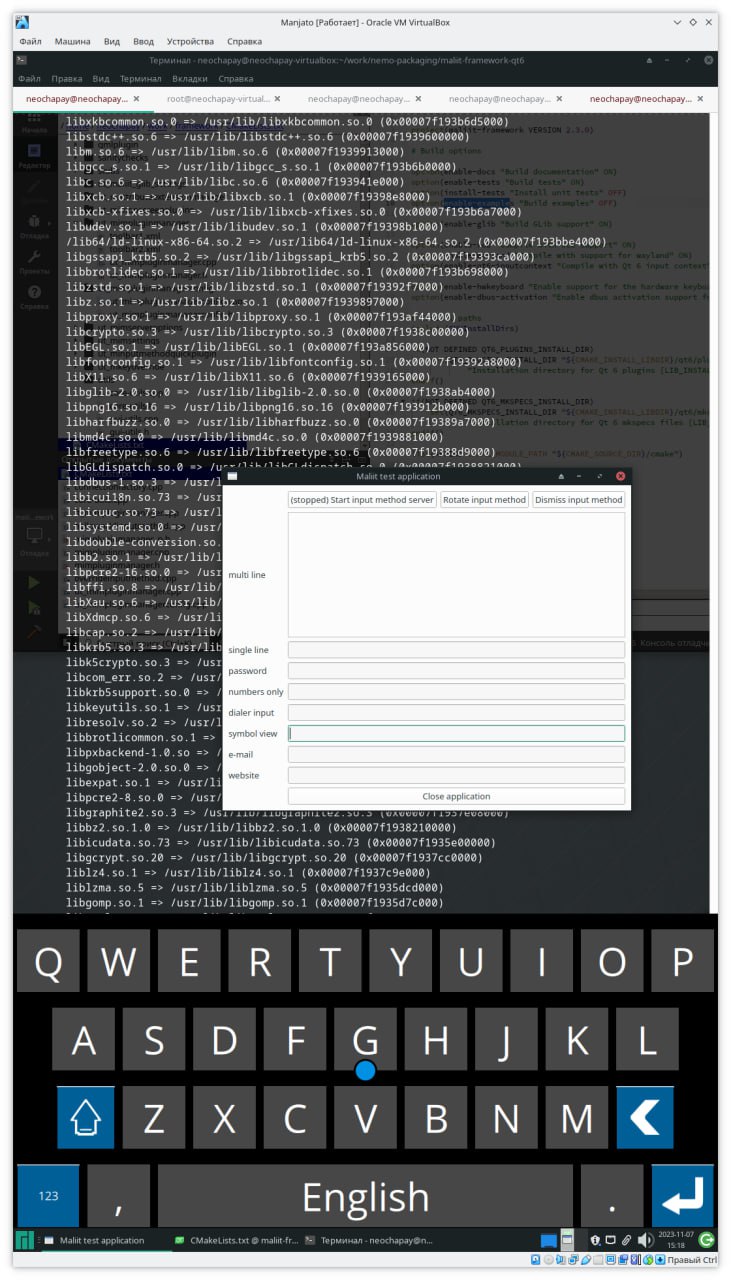 Manjato [Работает] - Oracle VM VirtualBox
Файл Машина Вид Ввод Устройства Справка
Терминал - neochapay@neochapay-virtualbox:~/work/nemo-packaging/maliit-framework-qt6
Файл Правка Вид Терминал Вкладки Справка
neochapay@neochapay... root@neochapay-virtual... neochapay@neochapay... neochapay@neochapay... neochapay@neochapay...
libxkbcommon.so.0 => /usr/lib/libxkbcommon.so.0 (0x00007f193b6d5000)
libstdc++.so.6 => /usr/lib/libstdc++.so.6 (0x00007f1939600000)
libm.so.6 => /usr/lib/libm.so.6 (0x00007f1939913000)
libgcc_s.so.1 => /usr/lib/libgcc_s.so.1 (0x00007f193b6b0000)
libc.so.6 => /usr/lib/libc.so.6 (0x00007f193941e000)
libxcb.so.1 => /usr/lib/libxcb.so.1 (0x00007f19398e8000)
libxcb-xfixes.so.0 => /usr/lib/libxcb-xfixes.so.0 (0x00007f193b6a7000)
libudev.so.1 => /usr/lib/libudev.so.1 (0x00007f19398b1000)
/lib64/ld-linux-x86-64.so.2 => /usr/lib64/ld-linux-x86-64.so.2 (0x00007f193bbe4000)
libgssapi_krb5.so.2 => /usr/lib/libgssapi_krb5.so.2 (0x00007f19393ca000)
libbrotlidec.so.1 => /usr/lib/libbrotlidec.so.1 (0x00007f193b698000)
libzstd.so.1 => /usr/lib/libzstd.so.1 (0x00007f19392f7000)
libz.so.1 => /usr/lib/libz.so.1 (0x00007f1939897000)
libproxy.so.1 => /usr/lib/libproxy.so.1 (0x00007f193af44000)
libcrypto.so.3 => /usr/lib/libcrypto.so.3 (0x00007f1938c00000)
libEGL.so.1 => /usr/lib/libEGL.so.1 (0x00007f193a856000)
libfontconfig.so.1 => /usr/lib/libfontconfig.so.1 (0x00007f19392a8000)
libX11.so.6 => /usr/lib/libX11.so.6 (0x00007f1939165000)
libglib-2.0.so.0 => /usr/lib/libglib-2.0.so.0 (0x00007f1938ab4000)
libpng16.so.16 => /usr/lib/libpng16.so.16 (0x00007f193912b000)
libharfbuzz.so.0 => /usr/lib/libharfbuzz.so.0 (0x00007f19389a7000)
libmd4c.so.0 => /usr/lib/libmd4c.so.0 (0x00007f1939881000)
libfreetype.so.6 => /usr/lib/libfreetype.so.6 (0x00007f19388d9000)
libGLdispatch.so.0 => /usr/lib/libGLdispatch.so.0 (0x00007f1938821000)
libdbus-1.so.3 => /usr/l
Maliit test application
libicui18n.so.73 => /usr
libicuuc.so.73 => /usr/l
libsystemd.so.0 => /usr/
libdouble-conversion.so.
libb2.so.1 => /usr/lib/l
libpcre2-16.so.0 => /usr
libffi.so.8 => /usr/lib/
libXau.so.6 => /usr/lib/
libXdmcp.so.6 => /usr/li
libcap.so.2 => /usr/lib/
libkrb5.so.3 => /usr/lib
libk5crypto.so.3 => /usr
libcom_err.so.2 => /usr/
libkrb5support.so.0 => /
libkeyutils.so.1 => /usr
libresolv.so.2 => /usr/l
libbrotlicommon.so.1 =>
libpxbackend-1.0.so => /
libgobject-2.0.so.0 => /
libexpat.so.1 => /usr/li
libpcre2-8.so.0 => /usr/
(stopped) Start input method server Rotate input method Dismiss input method
multi line
single line
password
numbers only
dialer input
symbol view
e-mail
website
Close application
libgraphite2.so.3 => /usr/lib/libgraphite2.so.3 (0x00007f1937e08000)
libbz2.so.1.0 => /usr/lib/libbz2.so.1.0 (0x00007f1938210000)
libicudata.so.73 => /usr/lib/libicudata.so.73 (0x00007f1935e00000)
libgcrypt.so.20 => /usr/lib/libgcrypt.so.20 (0x00007f1937cc0000)
liblz4.so.1 => /usr/lib/liblz4.so.1 (0x00007f1937c9e000)
liblzma.so.5 => /usr/lib/liblzma.so.5 (0x00007f1935dcd000)
libgomp.so.1 => /usr/lib/libgomp.so.1 (0x00007f1935d7c000)
Q W E R T Y U I O P
A S D F G H J K L
Z X C V B N M
123 , English .
Maliit test application CMakeLists.txt @ maliit-fr... Терминал - neochapay@n... 2023-11-07
15:18
Правый Ctrl